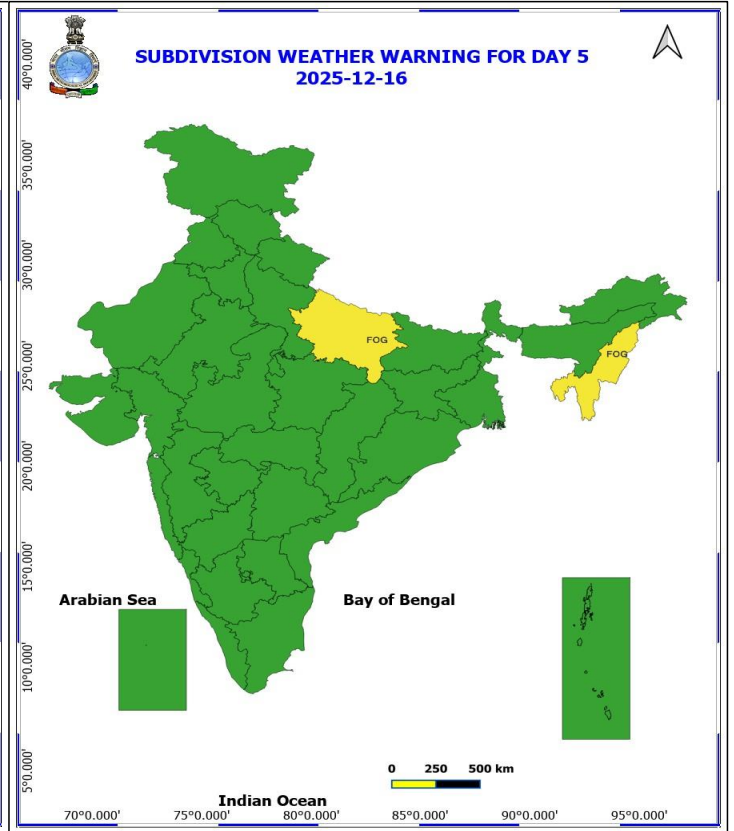 SUBDIVISION WEATHER WARNING FOR DAY 5
2025-12-16
40°0.000'
35°0.000'
30°0.000'
25°0.000'
20°0.000'
15°0.000'
10°0.000'
5°0.000'
FOG
FOG
Arabian Sea
Bay of Bengal
0 250 500 km
Indian Ocean
70°0.000' 75°0.000' 80°0.000' 85°0.000' 90°0.000' 95°0.000'